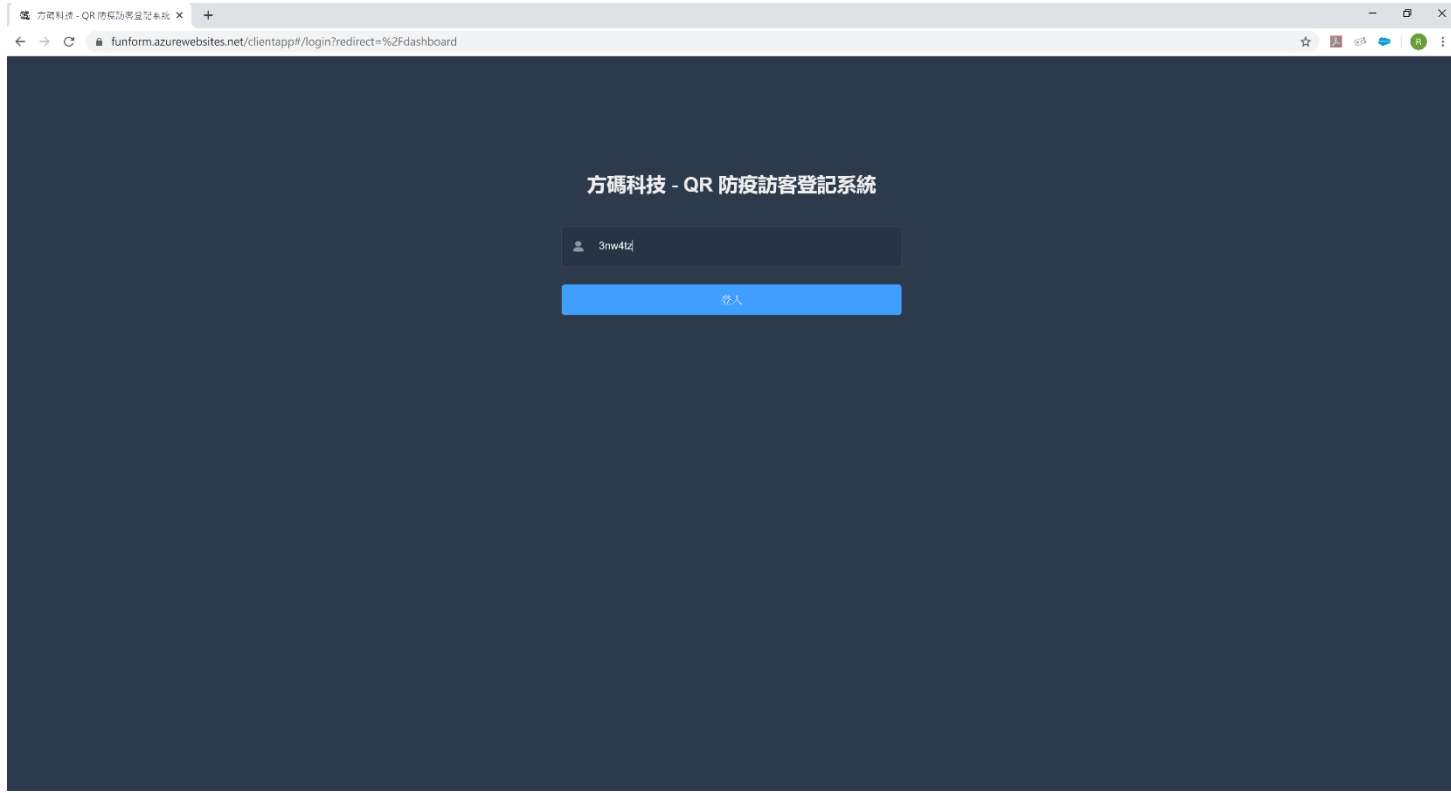 方碼科技 - QR 防疫訪客登記系統
funform.azurewebsites.net/clientapp#/login?redirect=%2Fdashboard
R
方碼科技 - QR 防疫訪客登記系統
3nw4tz
登入